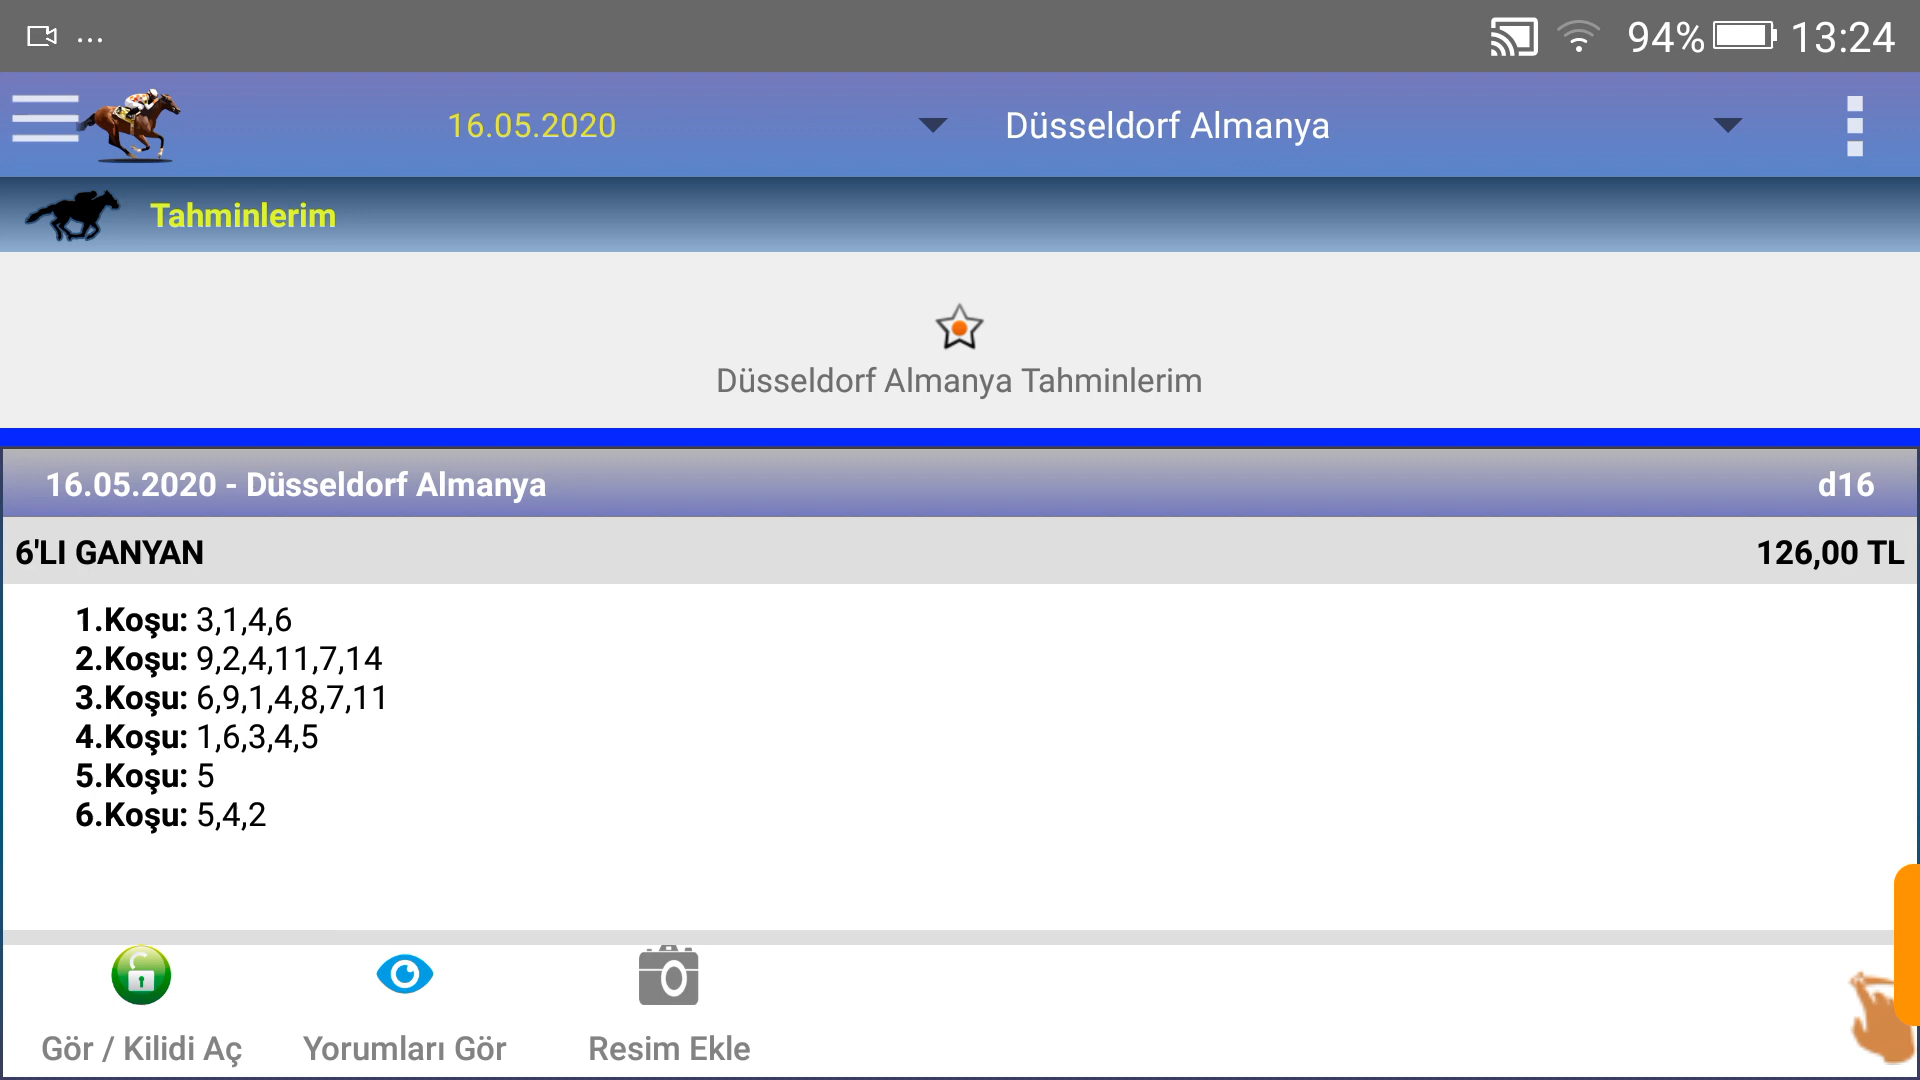 ... 94% 13:24
16.05.2020 Düsseldorf Almanya
Tahminlerim
Düsseldorf Almanya Tahminlerim
16.05.2020 - Düsseldorf Almanya d16
6'LI GANYAN 126,00 TL
1.Koşu: 3,1,4,6
2.Koşu: 9,2,4,11,7,14
3.Koşu: 6,9,1,4,8,7,11
4.Koşu: 1,6,3,4,5
5.Koşu: 5
6.Koşu: 5,4,2
Gör / Kilidi Aç Yorumları Gör Resim Ekle